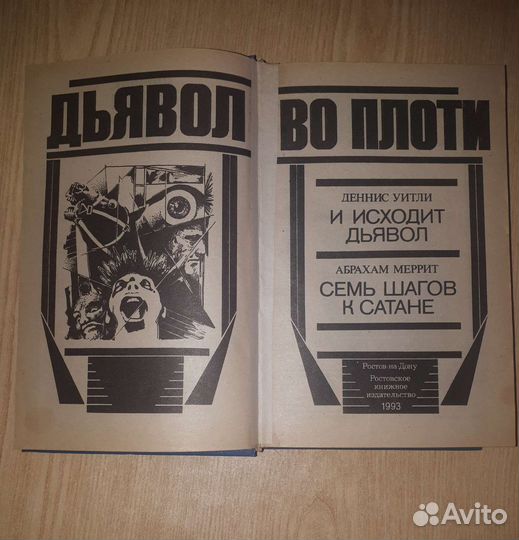 ДЬЯВОЛ ВО ПЛОТИ
ДЕННИС УИТЛИ
И ИСХОДИТ
ДЬЯВОЛ
АБРАХАМ МЕРРИТ
СЕМЬ ШАГОВ
К САТАНЕ
Ростов-на-Дону
Ростовское
книжное
издательство
1993
Avito